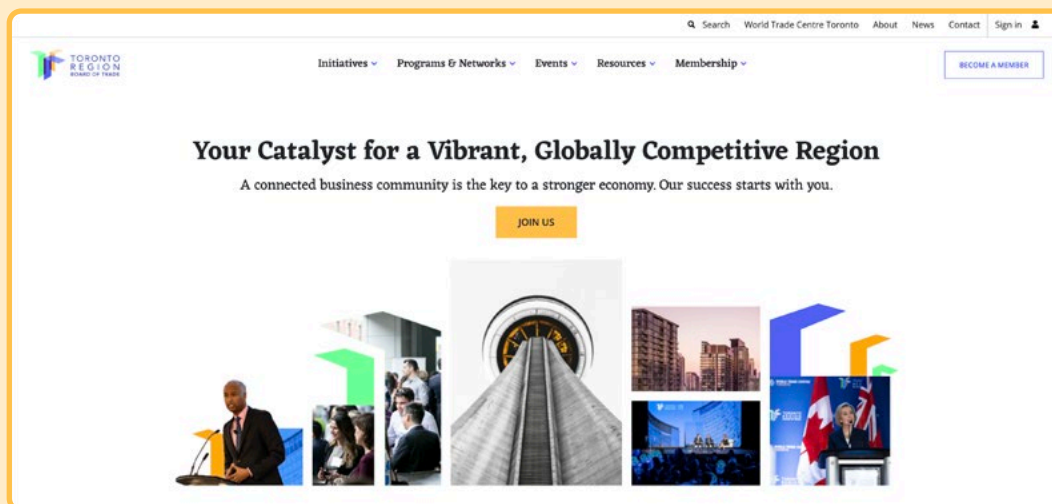 Search World Trade Centre Toronto About News Contact Sign in
TORONTO
REGION
BOARD OF TRADE
Initiatives Programs & Networks Events Resources Membership
BECOME A MEMBER
Your Catalyst for a Vibrant, Globally Competitive Region
A connected business community is the key to a stronger economy. Our success starts with you.
JOIN US